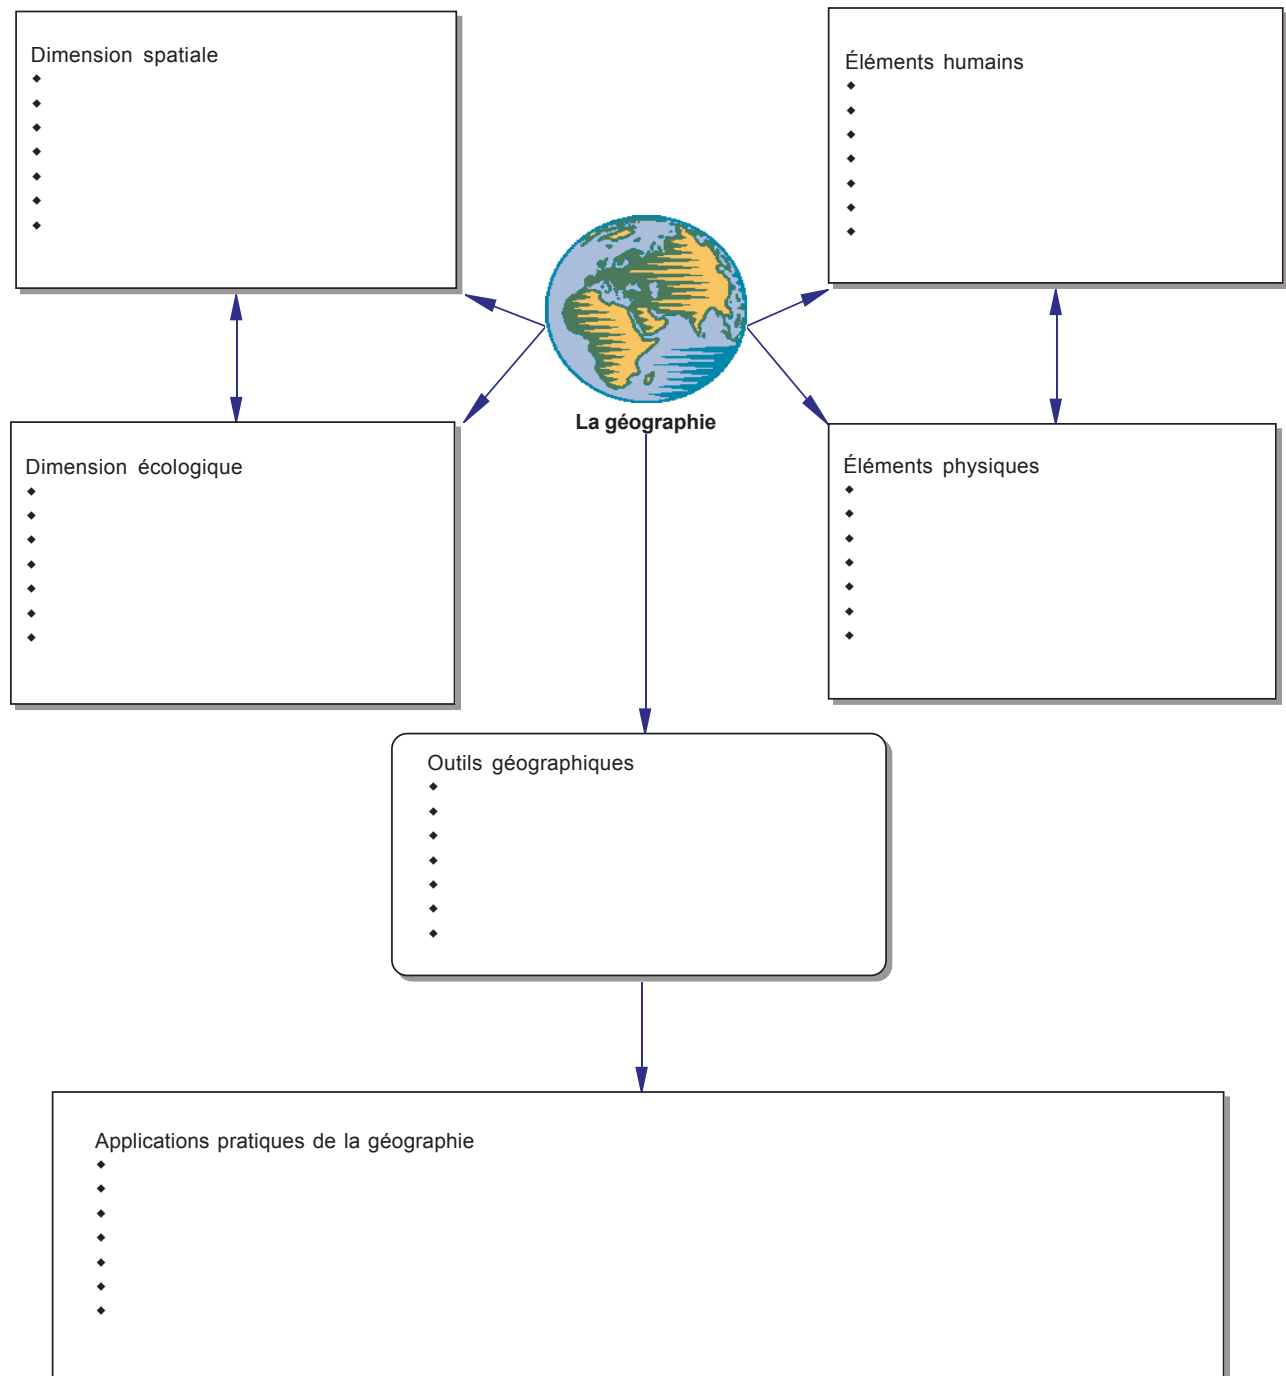 Dimension spatiale
Éléments humains
La géographie
Dimension écologique
Éléments physiques
Outils géographiques
Applications pratiques de la géographie